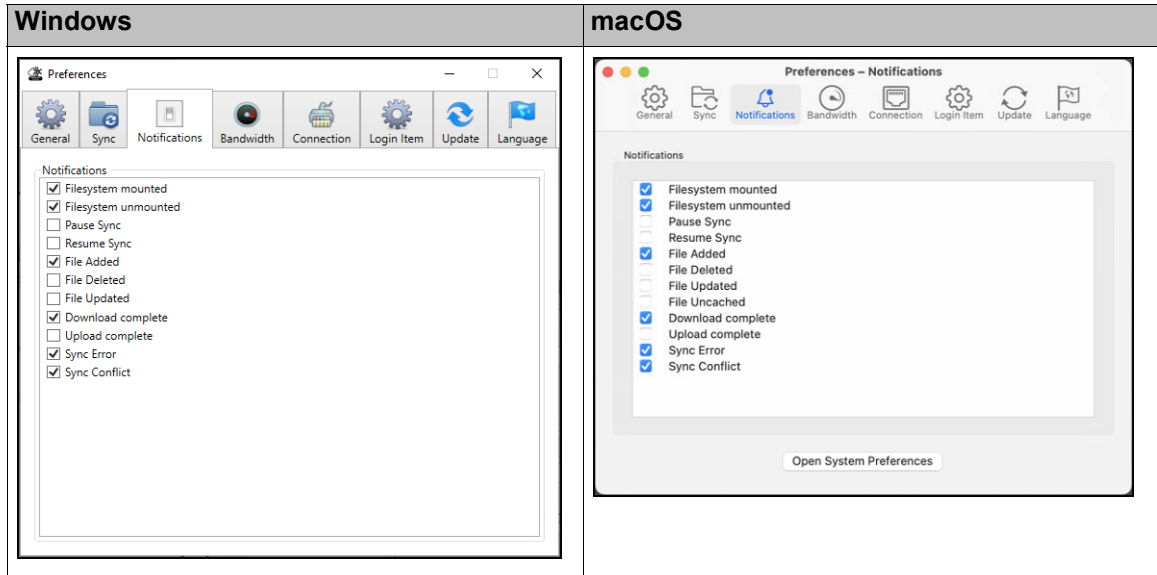 Windows
macOS
Preferences
General Sync Notifications Bandwidth Connection Login Item Update Language
Notifications
Filesystem mounted
Filesystem unmounted
Pause Sync
Resume Sync
File Added
File Deleted
File Updated
Download complete
Upload complete
Sync Error
Sync Conflict
Preferences – Notifications
General Sync Notifications Bandwidth Connection Login Item Update Language
Notifications
Filesystem mounted
Filesystem unmounted
Pause Sync
Resume Sync
File Added
File Deleted
File Updated
File Uncached
Download complete
Upload complete
Sync Error
Sync Conflict
Open System Preferences